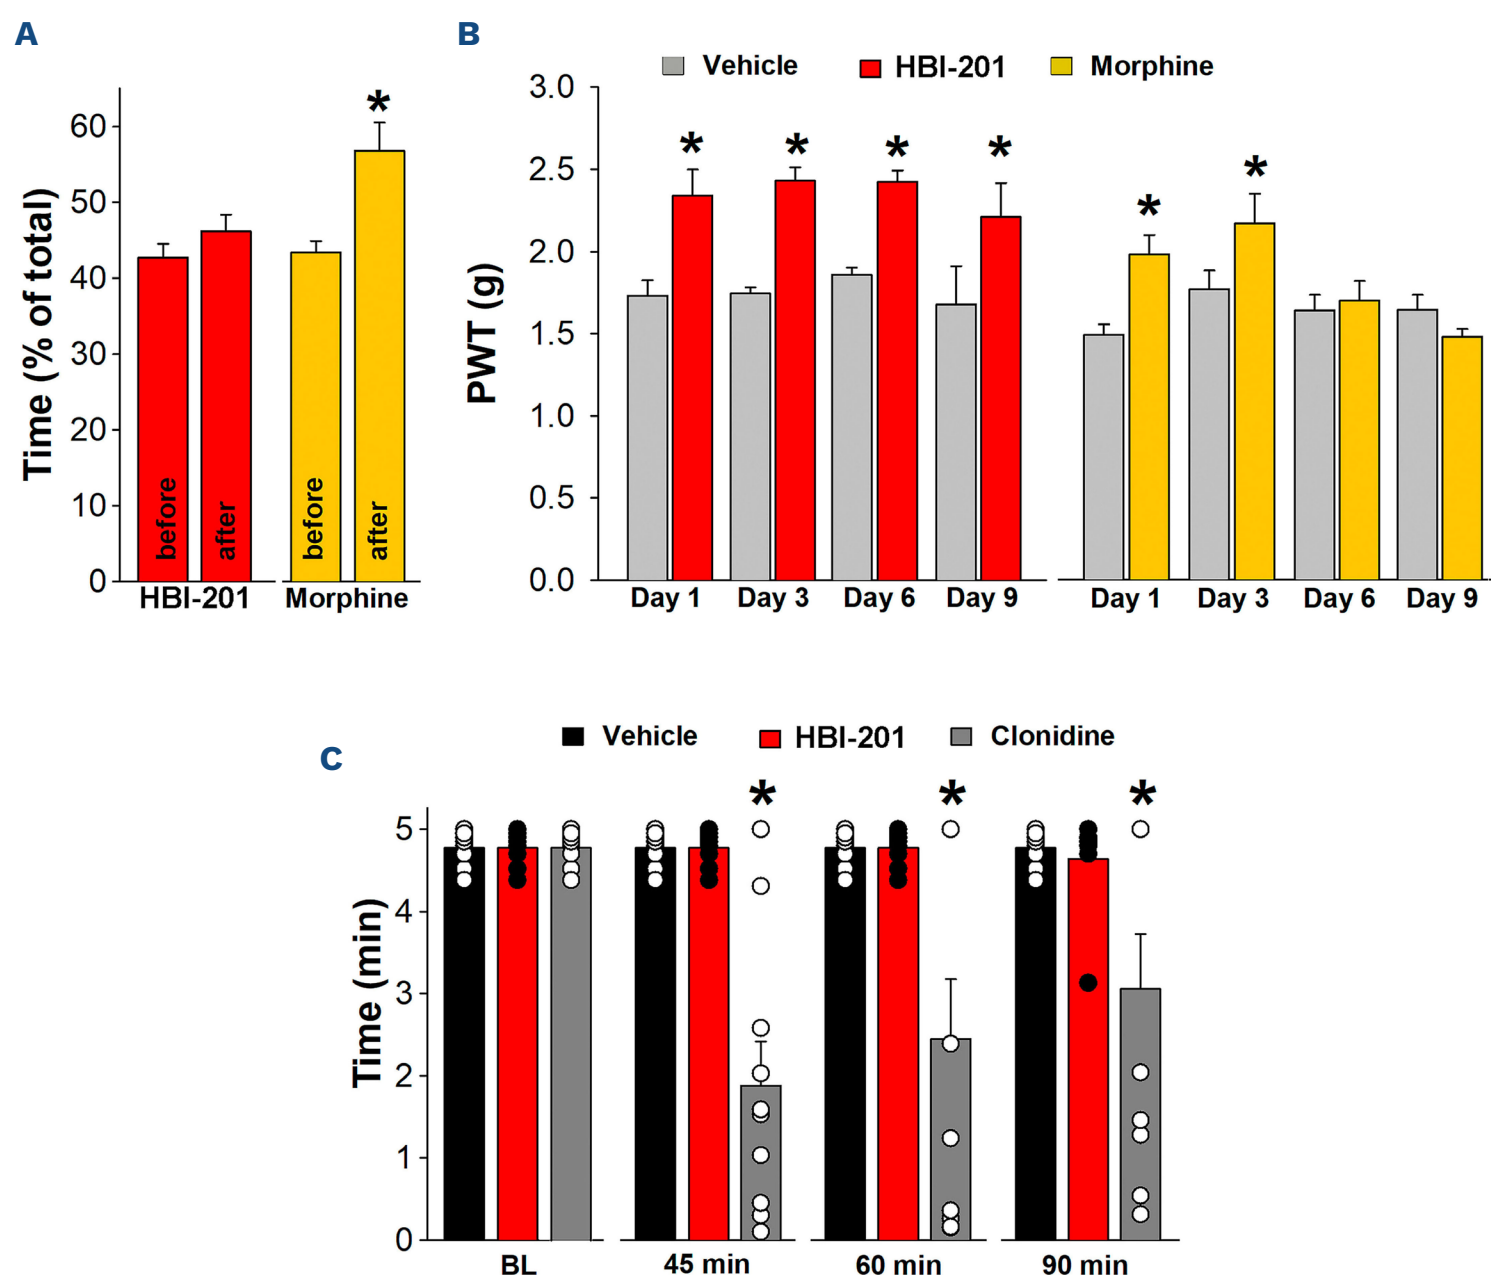 A
Time (% of total)
60
50
40
30
20
10
0
*
before
after
before
after
HBI-201
Morphine
B
Vehicle
HBI-201
Morphine
PWT (g)
3.0
2.5
2.0
1.5
1.0
0.5
0.0
* * * *
* *
Day 1 Day 3 Day 6 Day 9
Day 1 Day 3 Day 6 Day 9
C
Vehicle
HBI-201
Clonidine
Time (min)
5
4
3
2
1
0
* * *
BL
45 min
60 min
90 min